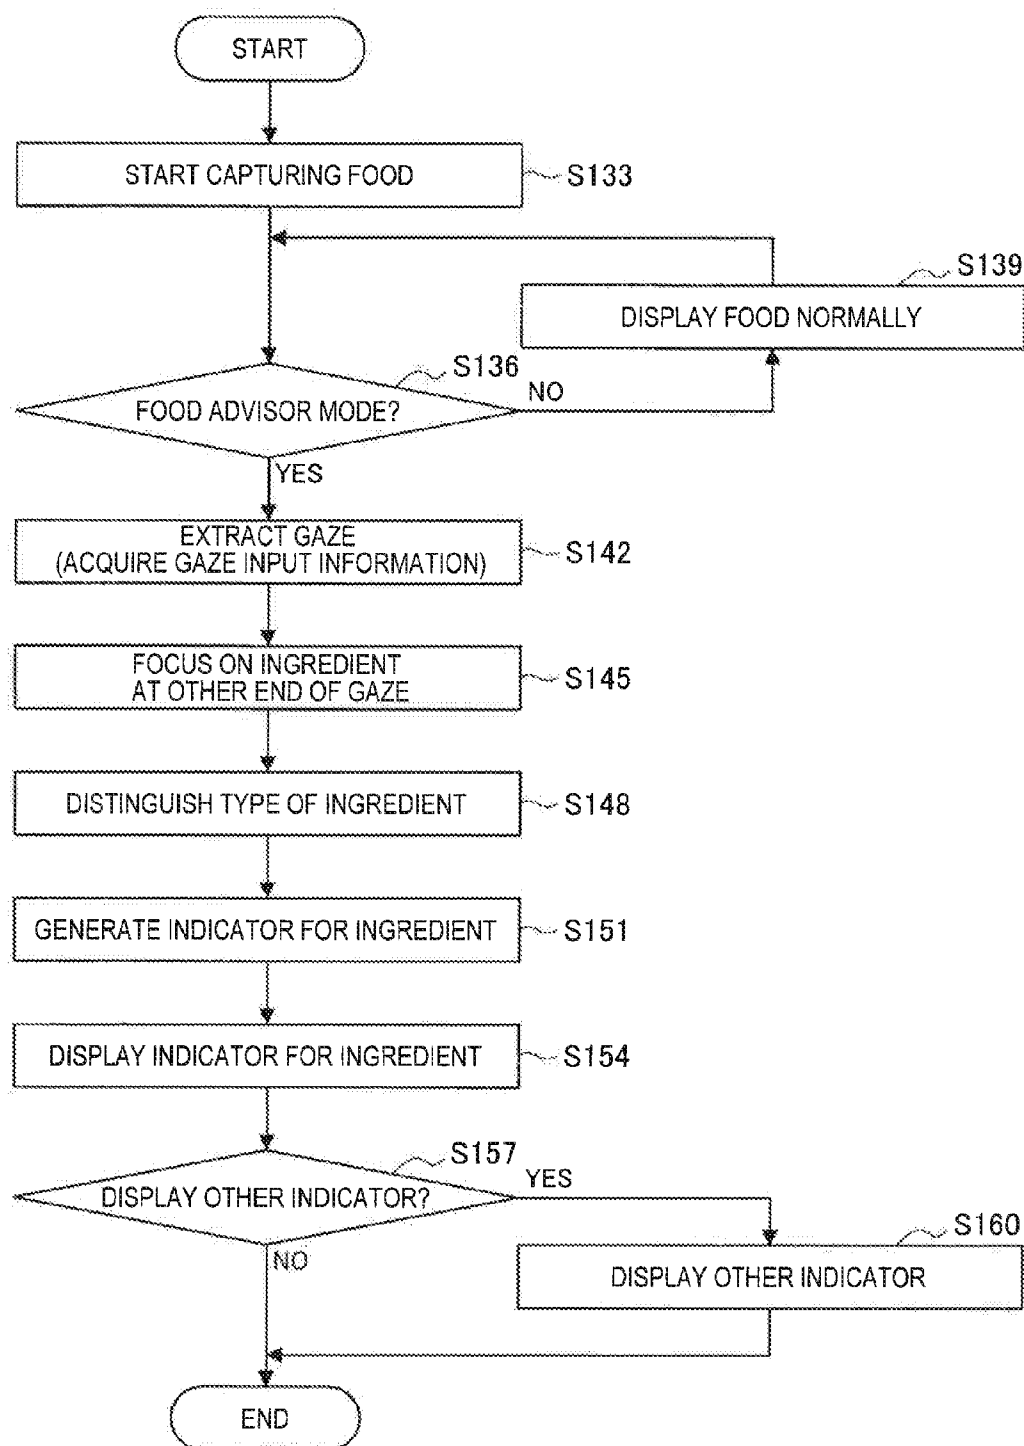 START
START CAPTURING FOOD
S133
S139
DISPLAY FOOD NORMALLY
S136
FOOD ADVISOR MODE?
NO
YES
EXTRACT GAZE
(ACQUIRE GAZE INPUT INFORMATION)
S142
FOCUS ON INGREDIENT
AT OTHER END OF GAZE
S145
DISTINGUISH TYPE OF INGREDIENT
S148
GENERATE INDICATOR FOR INGREDIENT
S151
DISPLAY INDICATOR FOR INGREDIENT
S154
S157
DISPLAY OTHER INDICATOR?
YES
NO
S160
DISPLAY OTHER INDICATOR
END